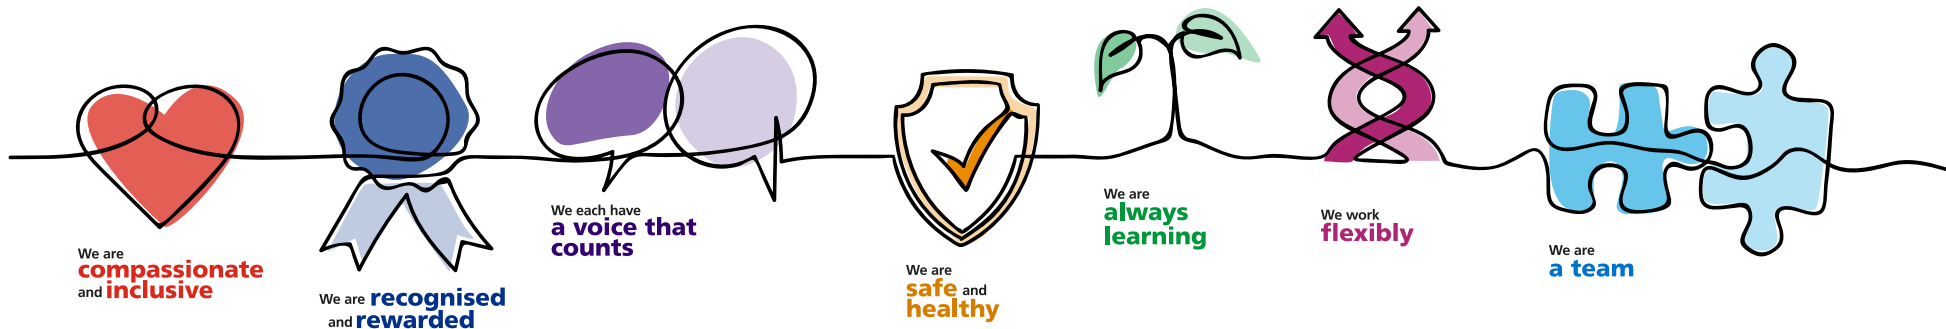 We are
compassionate
and inclusive
We are recognised
and rewarded
We each have
a voice that
counts
We are
safe and
healthy
We are
always
learning
We work
flexibly
We are
a team